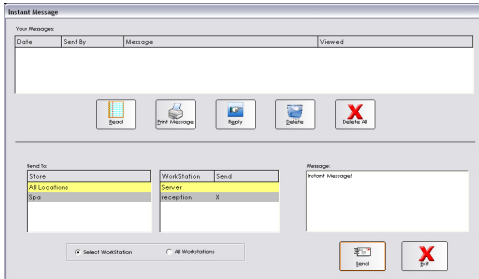 Instant Message
Your Messages:
Date Sent By Message Viewed
Read Print Message Reply Delete Delete All
Send To: Message:
Store WorkStation Send Instant Message!
All Locations Server
Spa reception X
Select WorkStation All Workstations
Send Exit